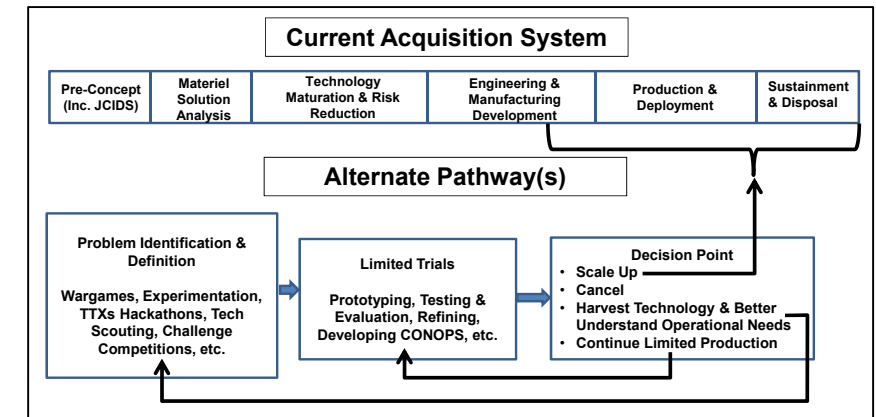 Current Acquisition System
Pre-Concept
(Inc. JCIDS)
Materiel
Solution
Analysis
Technology
Maturation & Risk
Reduction
Engineering &
Manufacturing
Development
Production &
Deployment
Sustainment
& Disposal
Alternate Pathway(s)
Problem Identification &
Definition
Wargames, Experimentation,
TTXs Hackathons, Tech
Scouting, Challenge
Competitions, etc.
Limited Trials
Prototyping, Testing &
Evaluation, Refining,
Developing CONOPS, etc.
Decision Point
• Scale Up
• Cancel
• Harvest Technology & Better
Understand Operational Needs
• Continue Limited Production